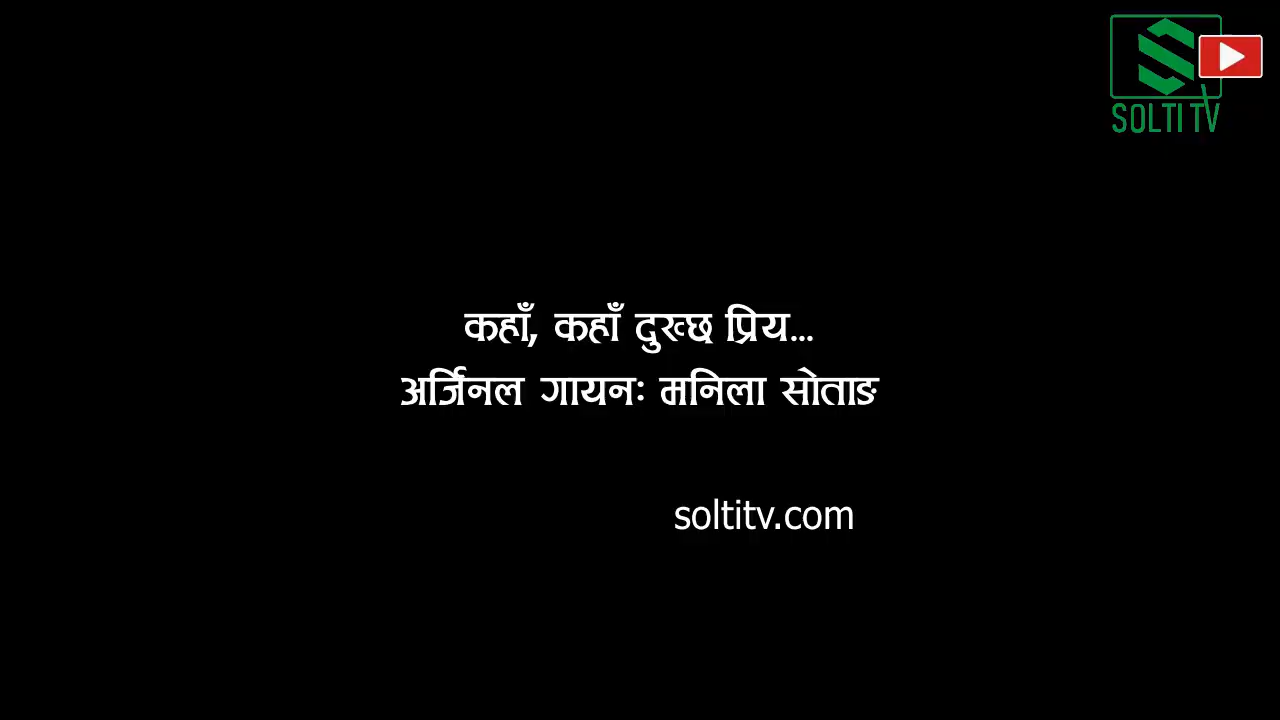 SOLTI TV
कहाँ, कहाँ दुख्छ प्रिय...
अर्जिनल गायनः मनिला सोताङ
soltitv.com